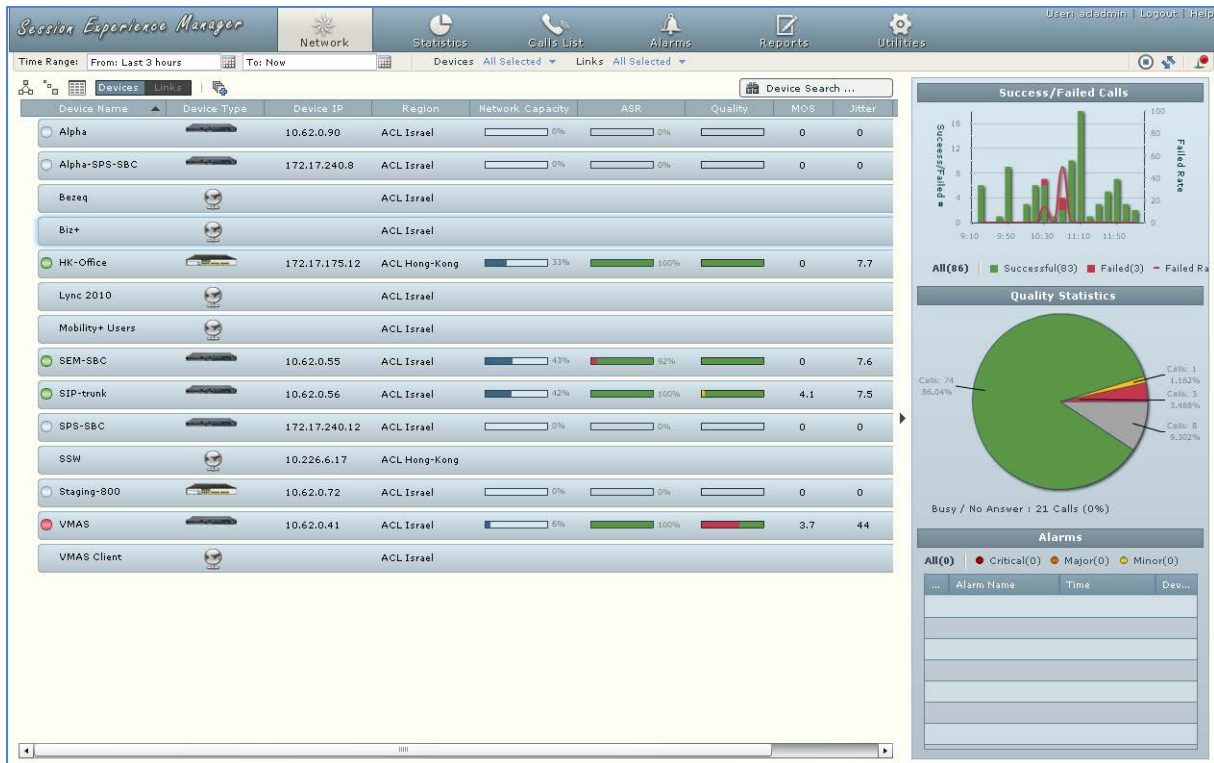 Session Experience Manager
Network
Statistics
Calls List
Alarms
Reports
Utilities
User: acladmin | Logout | Help
Time Range: From: Last 3 hours To: Now Devices All Selected Links All Selected
Devices Links Device Search ...
Device Name Device Type Device IP Region Network Capacity ASR Quality MOS Jitter
Alpha 10.62.0.90 ACL Israel 0% 0% 0 0
Alpha-SPS-SBC 172.17.240.8 ACL Israel 0% 0% 0 0
Bezeq ACL Israel
Biz+ ACL Israel
HK-Office 172.17.175.12 ACL Hong-Kong 33% 100% 0 7.7
Lync 2010 ACL Israel
Mobility+ Users ACL Israel
SEM-SBC 10.62.0.55 ACL Israel 43% 92% 0 7.6
SIP-trunk 10.62.0.56 ACL Israel 42% 100% 4.1 7.5
SPS-SBC 172.17.240.12 ACL Israel 0% 0% 0 0
SSW 10.226.6.17 ACL Hong-Kong
Staging-800 10.62.0.72 ACL Israel 0% 0% 0 0
VMAS 10.62.0.41 ACL Israel 6% 100% 3.7 44
VMAS Client ACL Israel
Success/Failed Calls
Success/Failed #
16
12
8
4
0
100
80
60
40
20
0
Failed Rate
9:10 9:50 10:30 11:10 11:50
All(86) Successful(83) Failed(3) Failed Ra
Quality Statistics
Calls: 74
86.04%
Calls: 1
1.162%
Calls: 3
3.488%
Calls: 8
9.302%
Busy / No Answer : 21 Calls (0%)
Alarms
All(0) Critical(0) Major(0) Minor(0)
... Alarm Name Time Dev...